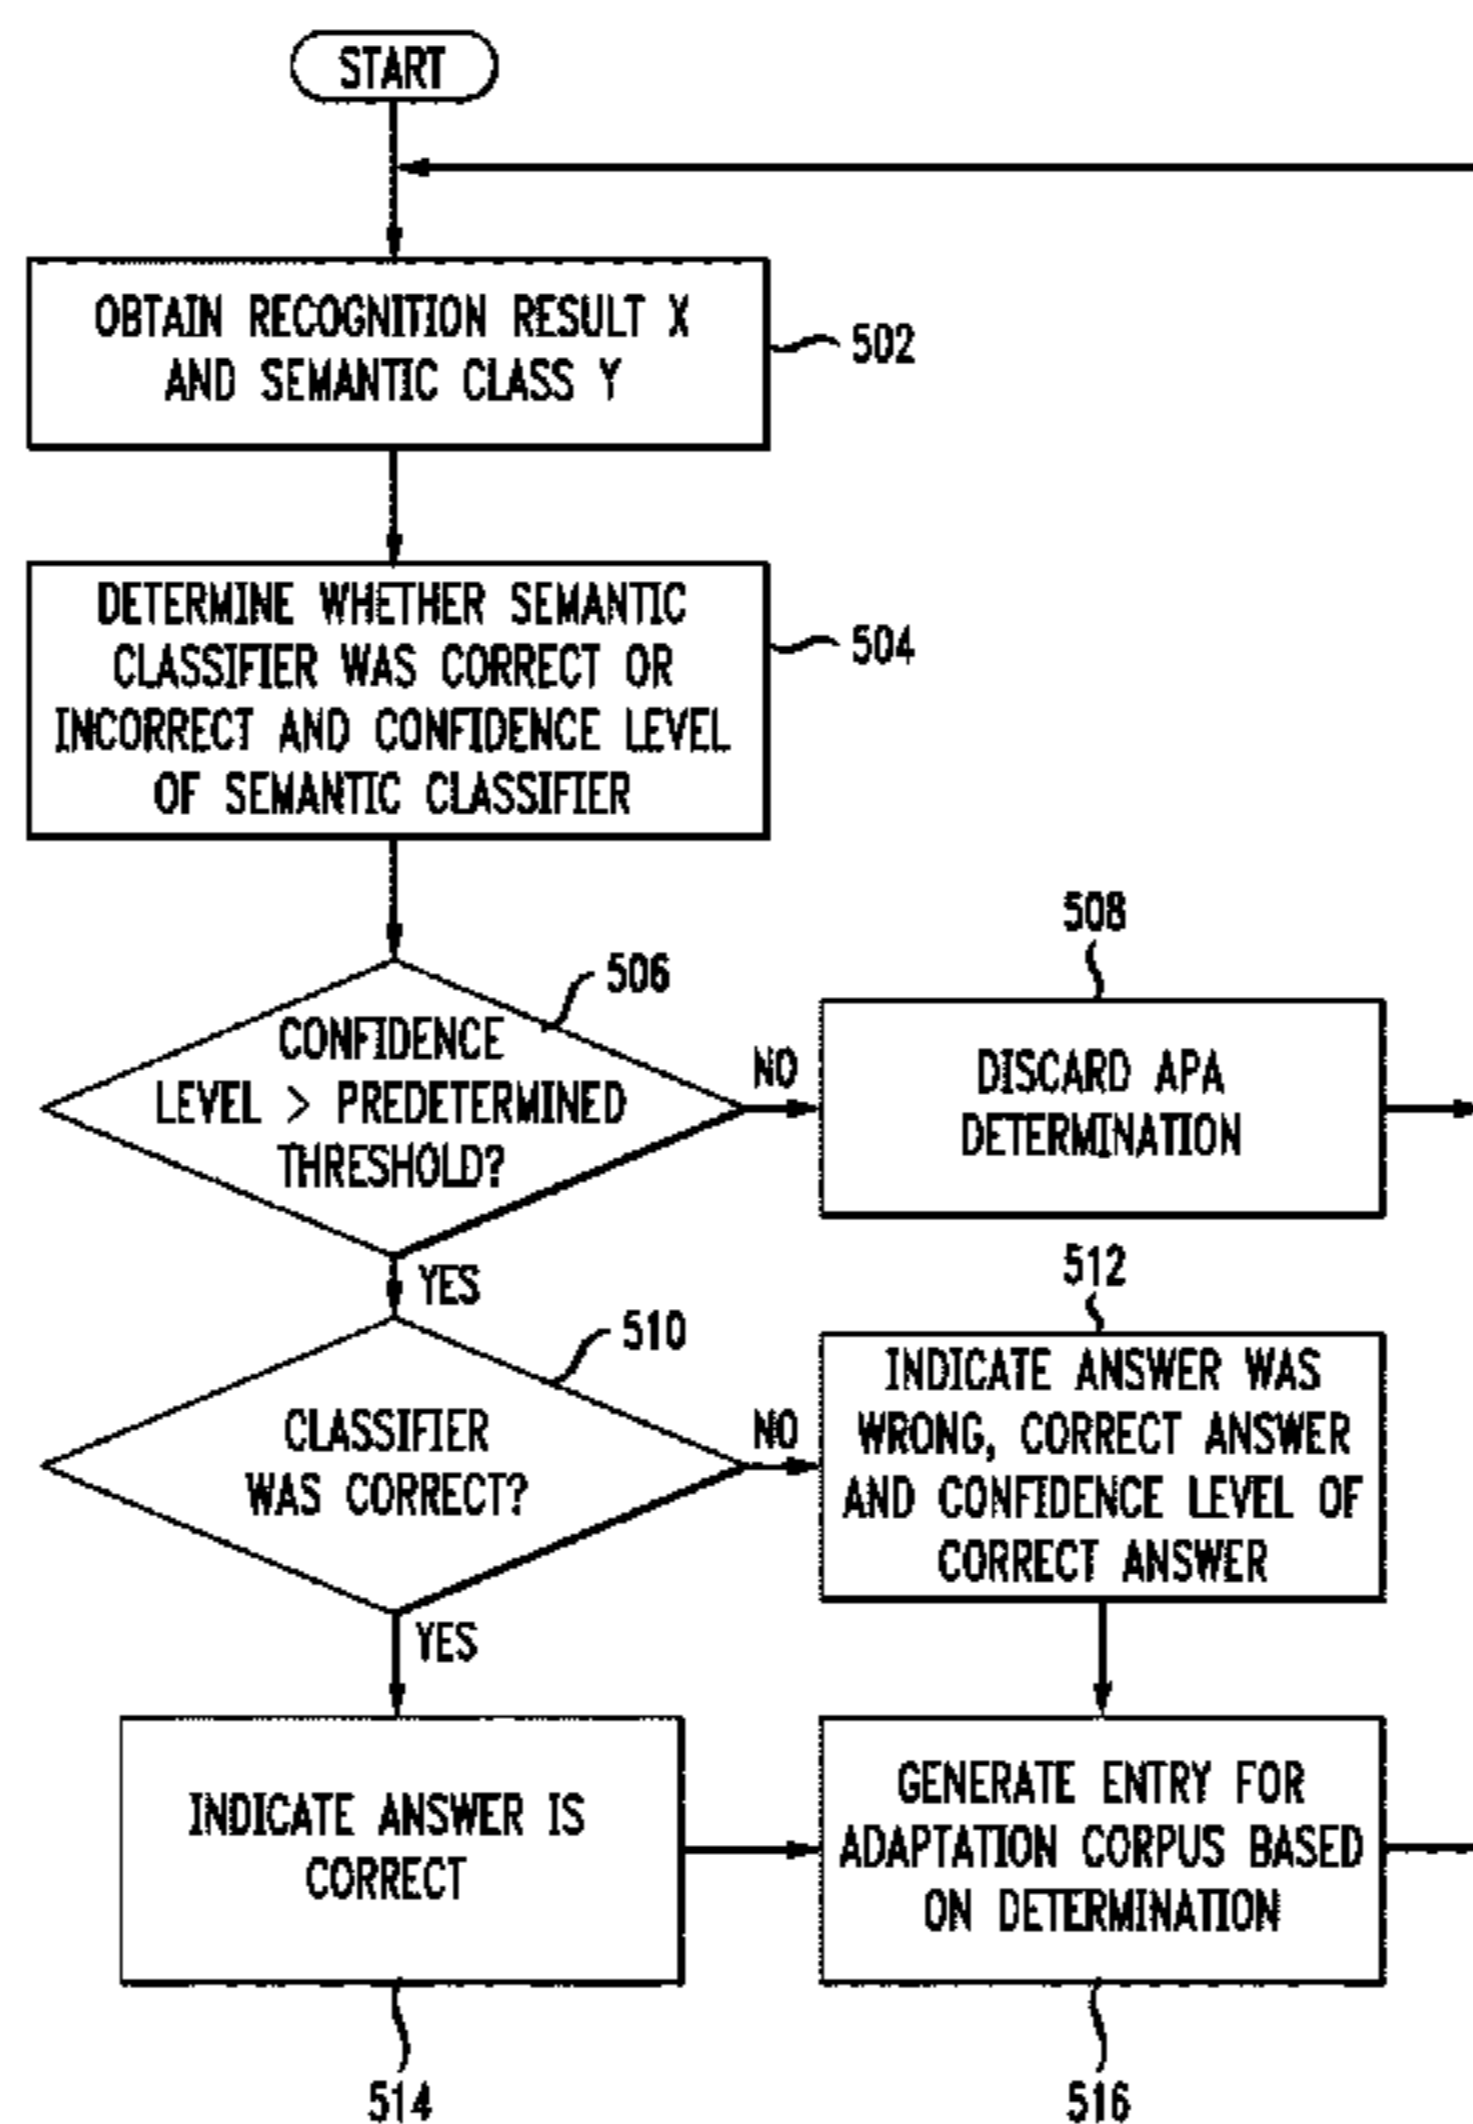 START
OBTAIN RECOGNITION RESULT X
AND SEMANTIC CLASS Y
502
DETERMINE WHETHER SEMANTIC
CLASSIFIER WAS CORRECT OR
INCORRECT AND CONFIDENCE LEVEL
OF SEMANTIC CLASSIFIER
504
CONFIDENCE
LEVEL > PREDETERMINED
THRESHOLD?
506
NO
508
DISCARD APA
DETERMINATION
YES
CLASSIFIER
WAS CORRECT?
510
NO
512
INDICATE ANSWER WAS
WRONG, CORRECT ANSWER
AND CONFIDENCE LEVEL OF
CORRECT ANSWER
YES
INDICATE ANSWER IS
CORRECT
514
GENERATE ENTRY FOR
ADAPTATION CORPUS BASED
ON DETERMINATION
516